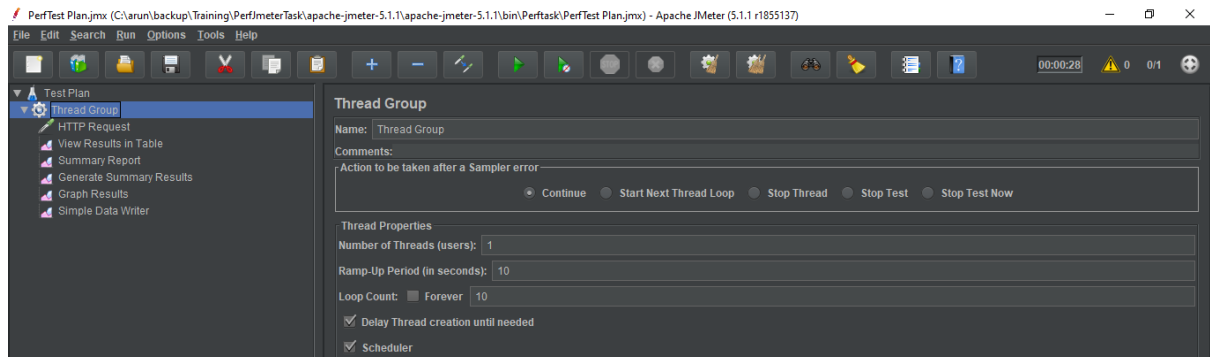 PerfTest Plan.jmx (C:\arun\backup\Training\PerfJmeterTask\apache-jmeter-5.1.1\apache-jmeter-5.1.1\bin\Perftask\PerfTest Plan.jmx) - Apache JMeter (5.1.1 r1855137)
File Edit Search Run Options Tools Help
00:00:28 0 0/1
Test Plan
Thread Group
HTTP Request
View Results in Table
Summary Report
Generate Summary Results
Graph Results
Simple Data Writer
Thread Group
Name: Thread Group
Comments:
Action to be taken after a Sampler error
Continue Start Next Thread Loop Stop Thread Stop Test Stop Test Now
Thread Properties
Number of Threads (users): 1
Ramp-Up Period (in seconds): 10
Loop Count: Forever 10
Delay Thread creation until needed
Scheduler